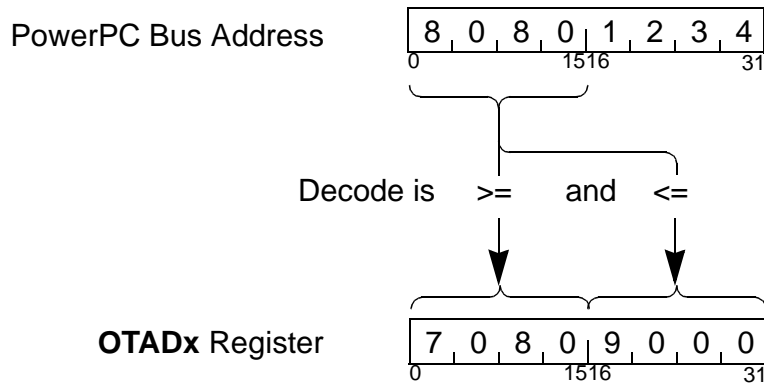 PowerPC Bus Address 8 0 8 0 1 2 3 4
0 15 16 31
Decode is >= and <=
OTADx Register 7 0 8 0 9 0 0 0
0 15 16 31